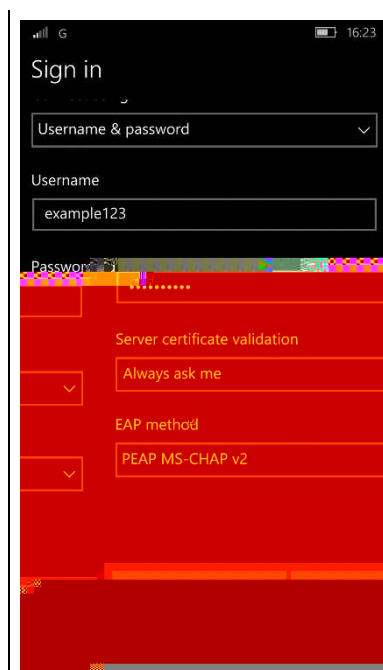 G 16:23
Sign in
Username & password
Username
example123
Password
Server certificate validation
Always ask me
EAP method
PEAP MS-CHAP v2